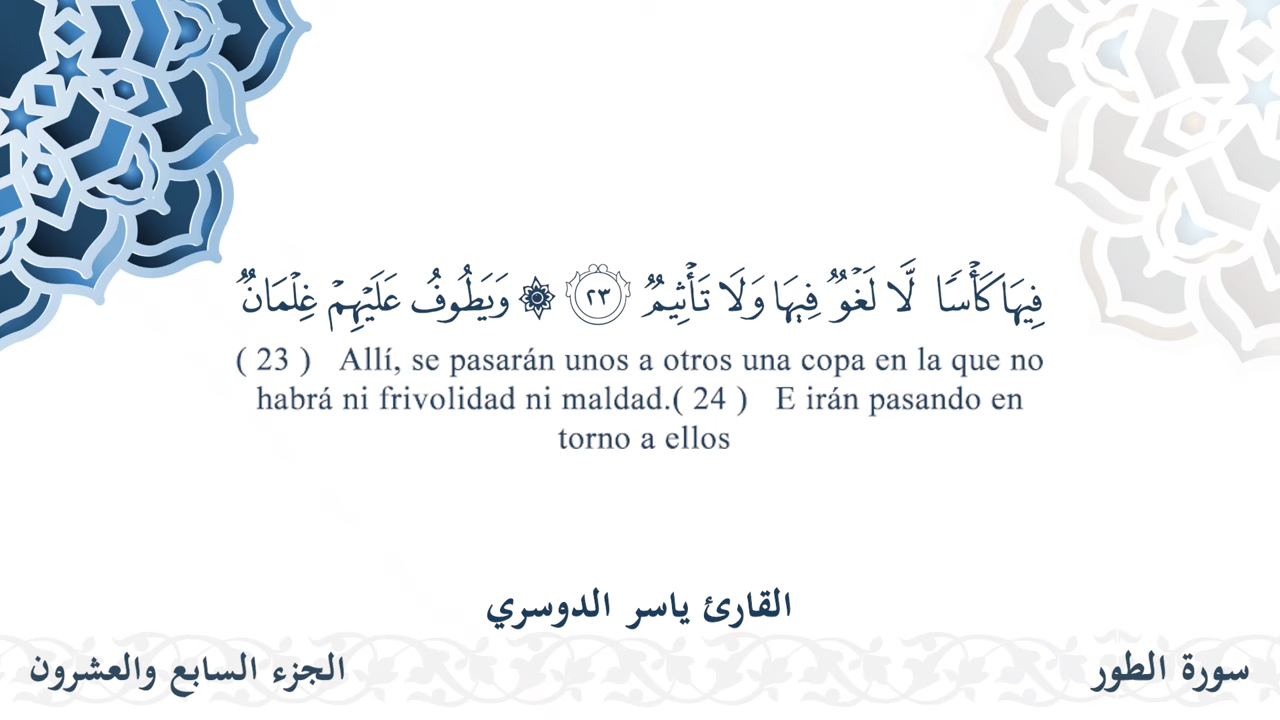 فِيهَا كَأۡسٗا لَّا لَغۡوٞ فِيهَا وَلَا تَأۡثِيمٞ ٢٣ ۞ وَيَطُوفُ عَلَيۡهِمۡ غِلۡمَانٞ
( 23 ) Allí, se pasarán unos a otros una copa en la que no
habrá ni frivolidad ni maldad.( 24 ) E irán pasando en
torno a ellos
القارئ ياسر الدوسري
سورة الطور
الجزء السابع والعشرون